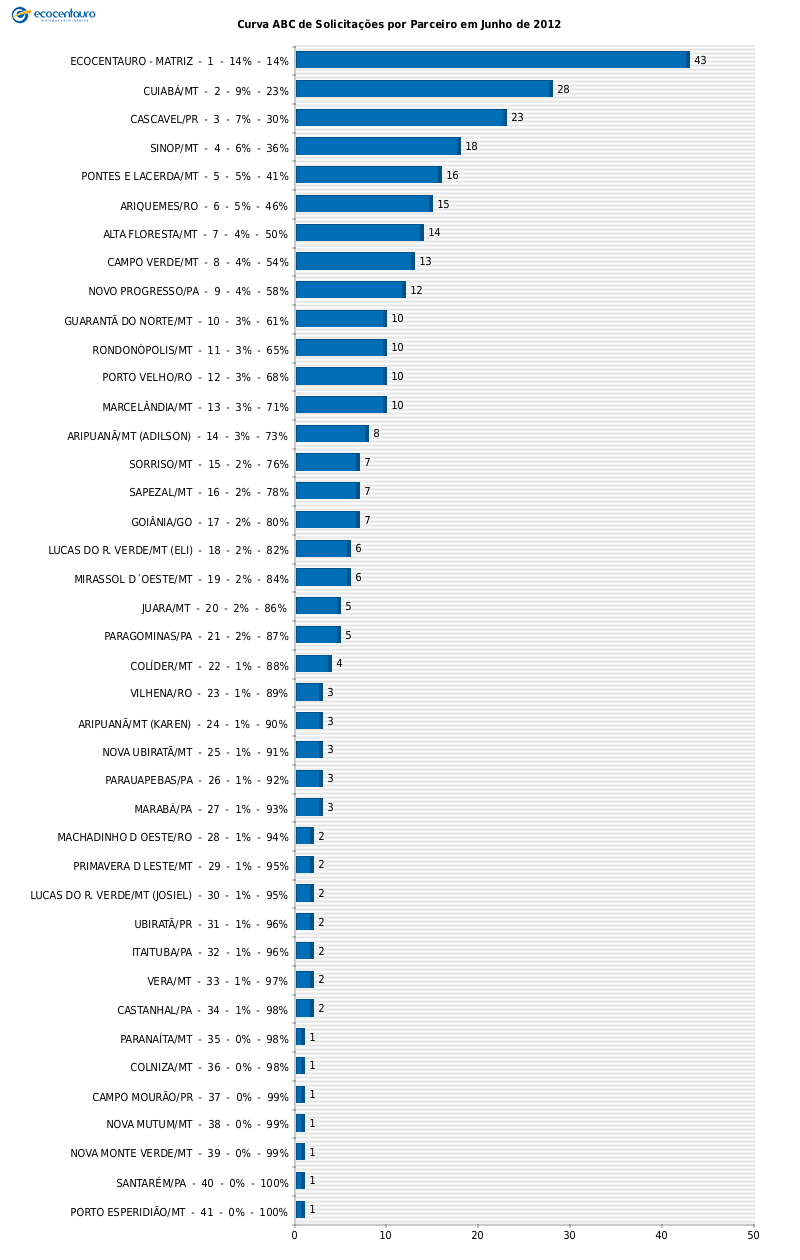 ecocentauro
Curva ABC de Solicitações por Parceiro em Junho de 2012
ECOCENTAURO - MATRIZ - 1 - 14% - 14% 43
CUIABÁ/MT - 2 - 9% - 23% 28
CASCAVEL/PR - 3 - 7% - 30% 23
SINOP/MT - 4 - 6% - 36% 18
PONTES E LACERDA/MT - 5 - 5% - 41% 16
ARIQUEMES/RO - 6 - 5% - 46% 15
ALTA FLORESTA/MT - 7 - 4% - 50% 14
CAMPO VERDE/MT - 8 - 4% - 54% 13
NOVO PROGRESSO/PA - 9 - 4% - 58% 12
GUARANTÃ DO NORTE/MT - 10 - 3% - 61% 10
RONDONÓPOLIS/MT - 11 - 3% - 65% 10
PORTO VELHO/RO - 12 - 3% - 68% 10
MARCELÂNDIA/MT - 13 - 3% - 71% 10
ARIPUANÃ/MT (ADILSON) - 14 - 3% - 73% 8
SORRISO/MT - 15 - 2% - 76% 7
SAPEZAL/MT - 16 - 2% - 78% 7
GOIÂNIA/GO - 17 - 2% - 80% 7
LUCAS DO R. VERDE/MT (ELI) - 18 - 2% - 82% 6
MIRASSOL D´OESTE/MT - 19 - 2% - 84% 6
JUARA/MT - 20 - 2% - 86% 5
PARAGOMINAS/PA - 21 - 2% - 87% 5
COLÍDER/MT - 22 - 1% - 88% 4
VILHENA/RO - 23 - 1% - 89% 3
ARIPUANÃ/MT (KAREN) - 24 - 1% - 90% 3
NOVA UBIRATÃ/MT - 25 - 1% - 91% 3
PARAUAPEBAS/PA - 26 - 1% - 92% 3
MARABÁ/PA - 27 - 1% - 93% 3
MACHADINHO D OESTE/RO - 28 - 1% - 94% 2
PRIMAVERA D LESTE/MT - 29 - 1% - 95% 2
LUCAS DO R. VERDE/MT (JOSIEL) - 30 - 1% - 95% 2
UBIRATÃ/PR - 31 - 1% - 96% 2
ITAITUBA/PA - 32 - 1% - 96% 2
VERA/MT - 33 - 1% - 97% 2
CASTANHAL/PA - 34 - 1% - 98% 2
PARANAÍTA/MT - 35 - 0% - 98% 1
COLNIZA/MT - 36 - 0% - 98% 1
CAMPO MOURÃO/PR - 37 - 0% - 99% 1
NOVA MUTUM/MT - 38 - 0% - 99% 1
NOVA MONTE VERDE/MT - 39 - 0% - 99% 1
SANTARÉM/PA - 40 - 0% - 100% 1
PORTO ESPERIDIÃO/MT - 41 - 0% - 100% 1
0 10 20 30 40 50